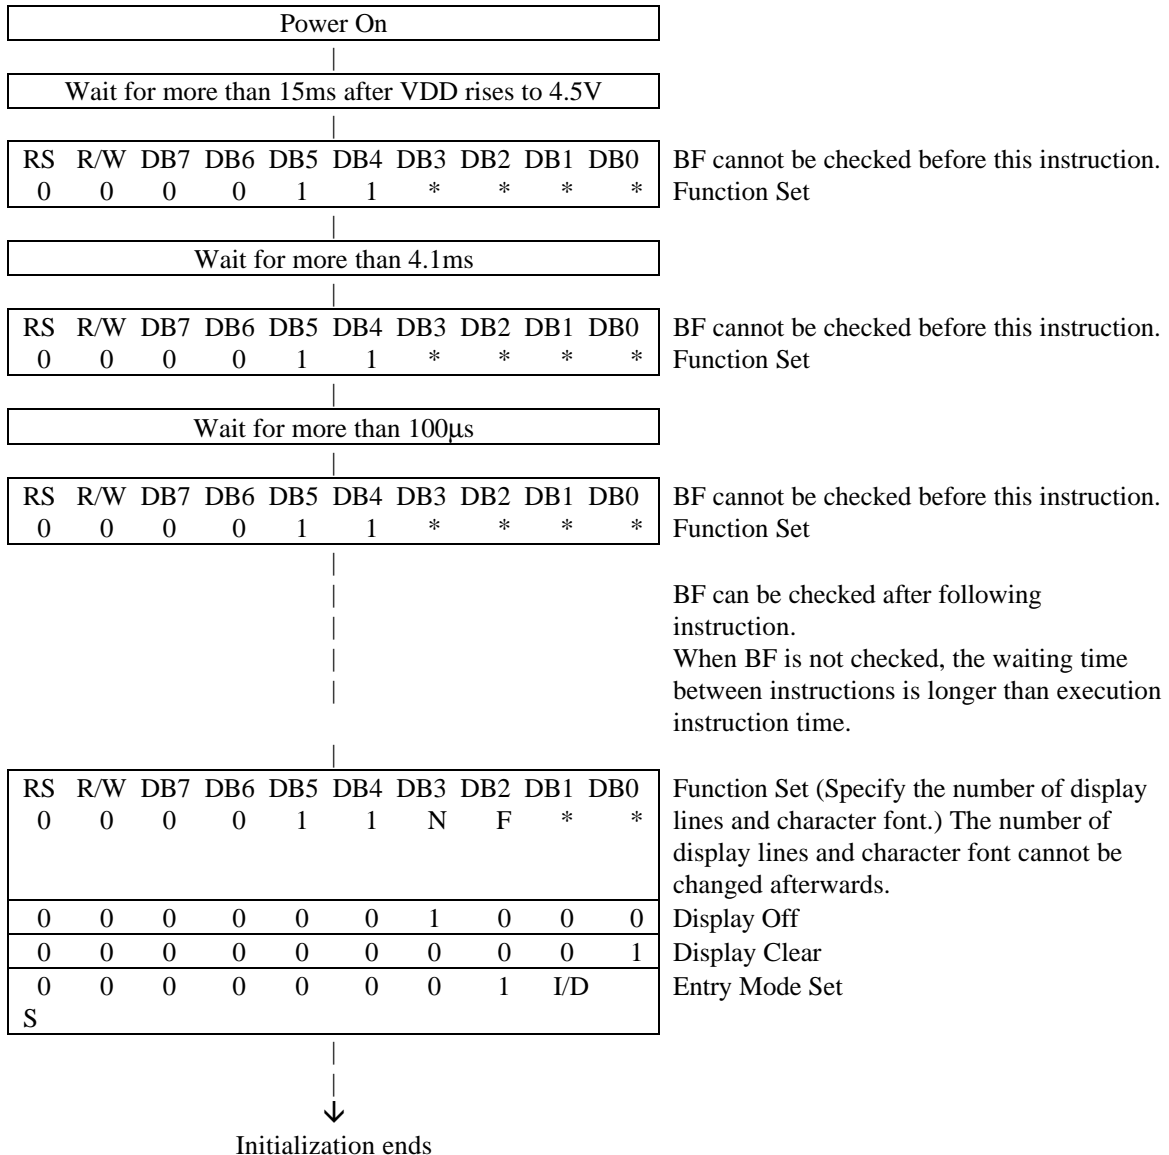 Power On
Wait for more than 15ms after VDD rises to 4.5V
RS R/W DB7 DB6 DB5 DB4 DB3 DB2 DB1 DB0 BF cannot be checked before this instruction.
0 0 0 0 1 1 * * * * Function Set
Wait for more than 4.1ms
RS R/W DB7 DB6 DB5 DB4 DB3 DB2 DB1 DB0 BF cannot be checked before this instruction.
0 0 0 0 1 1 * * * * Function Set
Wait for more than 100µs
RS R/W DB7 DB6 DB5 DB4 DB3 DB2 DB1 DB0 BF cannot be checked before this instruction.
0 0 0 0 1 1 * * * * Function Set
BF can be checked after following
instruction.
When BF is not checked, the waiting time
between instructions is longer than execution
instruction time.
RS R/W DB7 DB6 DB5 DB4 DB3 DB2 DB1 DB0 Function Set (Specify the number of display
0 0 0 0 1 1 N F * * lines and character font.) The number of
display lines and character font cannot be
changed afterwards.
0 0 0 0 0 0 1 0 0 0 Display Off
0 0 0 0 0 0 0 0 0 1 Display Clear
0 0 0 0 0 0 0 1 I/D Entry Mode Set
S
Initialization ends